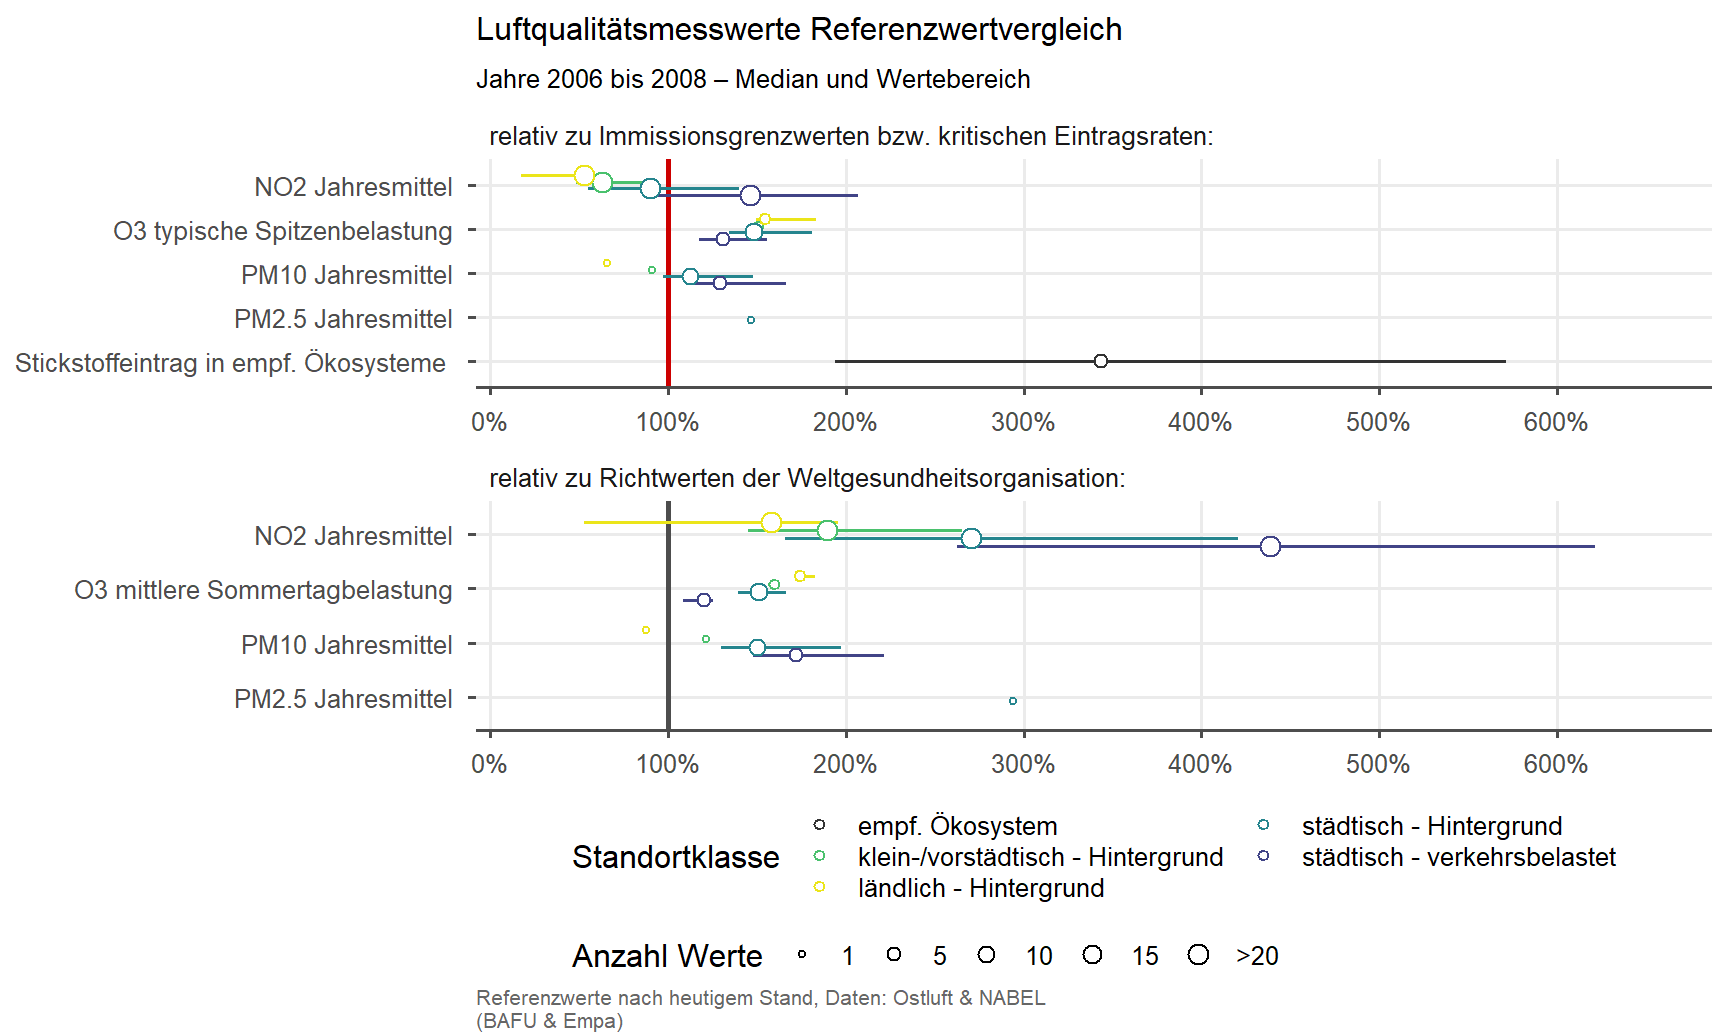 Luftqualitätsmesswerte Referenzwertvergleich
Jahre 2006 bis 2008 – Median und Wertebereich
relativ zu Immissionsgrenzwerten bzw. kritischen Eintragsraten:
NO2 Jahresmittel
O3 typische Spitzenbelastung
PM10 Jahresmittel
PM2.5 Jahresmittel
Stickstoffeintrag in empf. Ökosysteme
0% 100% 200% 300% 400% 500% 600%
relativ zu Richtwerten der Weltgesundheitsorganisation:
NO2 Jahresmittel
O3 mittlere Sommertagbelastung
PM10 Jahresmittel
PM2.5 Jahresmittel
0% 100% 200% 300% 400% 500% 600%
Standortklasse
empf. Ökosystem
klein-/vorstädtisch - Hintergrund
ländlich - Hintergrund
städtisch - Hintergrund
städtisch - verkehrsbelastet
Anzahl Werte 1 5 10 15 >20
Referenzwerte nach heutigem Stand, Daten: Ostluft & NABEL
(BAFU & Empa)